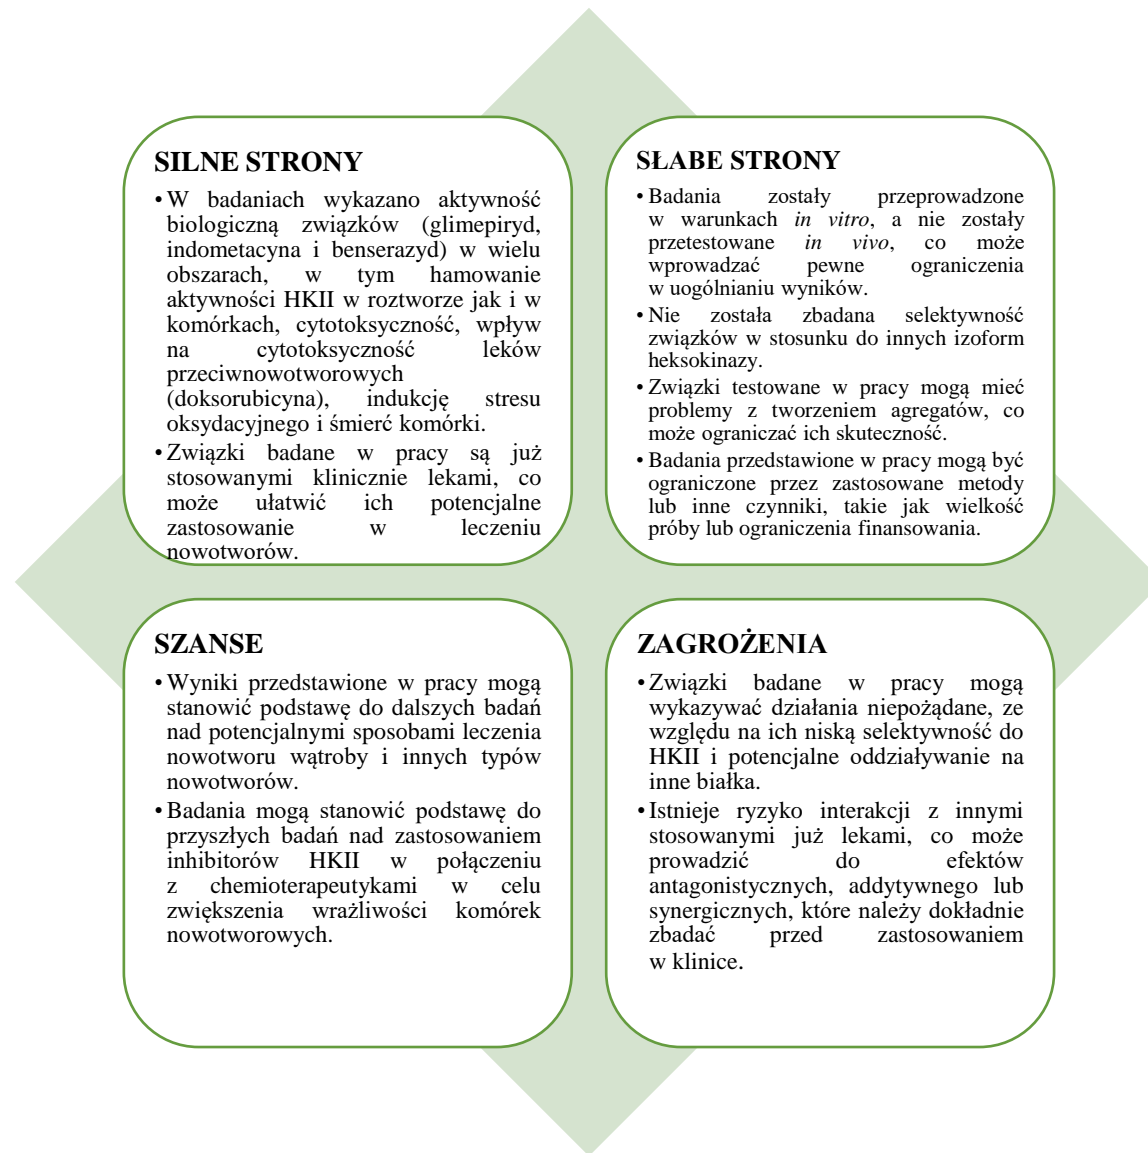 SILNE STRONY
• W badaniach wykazano aktywność
biologiczną związków (glimepiryd,
indometacyna i benserazyd) w wielu
obszarach, w tym hamowanie
aktywności HKII w roztworze jak i w
komórkach, cytotoksyczność, wpływ
na cytotoksyczność leków
przeciwnowotworowych
(doksorubicyna), indukcję stresu
oksydacyjnego i śmierć komórki.
• Związki badane w pracy są już
stosowanymi klinicznie lekami, co
może ułatwić ich potencjalne
zastosowanie w leczeniu
nowotworów.
SŁABE STRONY
• Badania zostały przeprowadzone
w warunkach in vitro, a nie zostały
przetestowane in vivo, co może
wprowadzać pewne ograniczenia
w uogólnianiu wyników.
• Nie została zbadana selektywność
związków w stosunku do innych izoform
heksokinazy.
• Związki testowane w pracy mogą mieć
problemy z tworzeniem agregatów, co
może ograniczać ich skuteczność.
• Badania przedstawione w pracy mogą być
ograniczone przez zastosowane metody
lub inne czynniki, takie jak wielkość
próby lub ograniczenia finansowania.
SZANSE
• Wyniki przedstawione w pracy mogą
stanowić podstawę do dalszych badań
nad potencjalnymi sposobami leczenia
nowotworu wątroby i innych typów
nowotworów.
• Badania mogą stanowić podstawę do
przyszłych badań nad zastosowaniem
inhibitorów HKII w połączeniu
z chemioterapeutykami w celu
zwiększenia wrażliwości komórek
nowotworowych.
ZAGROŻENIA
• Związki badane w pracy mogą
wykazywać działania niepożądane, ze
względu na ich niską selektywność do
HKII i potencjalne oddziaływanie na
inne białka.
• Istnieje ryzyko interakcji z innymi
stosowanymi już lekami, co może
prowadzić do efektów
antagonistycznych, addytywnego lub
synergicznych, które należy dokładnie
zbadać przed zastosowaniem
w klinice.